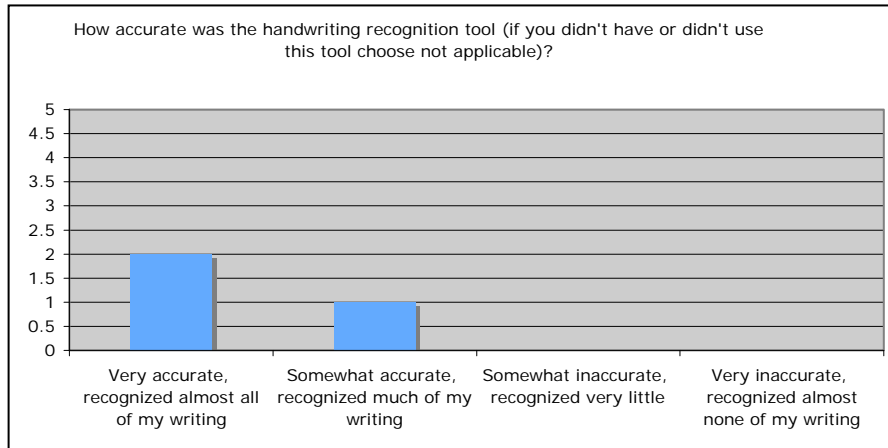 How accurate was the handwriting recognition tool (if you didn't have or didn't use
this tool choose not applicable)?
5
4.5
4
3.5
3
2.5
2
1.5
1
0.5
0
Very accurate,
recognized almost all
of my writing
Somewhat accurate,
recognized much of my
writing
Somewhat inaccurate,
recognized very little
Very inaccurate,
recognized almost
none of my writing